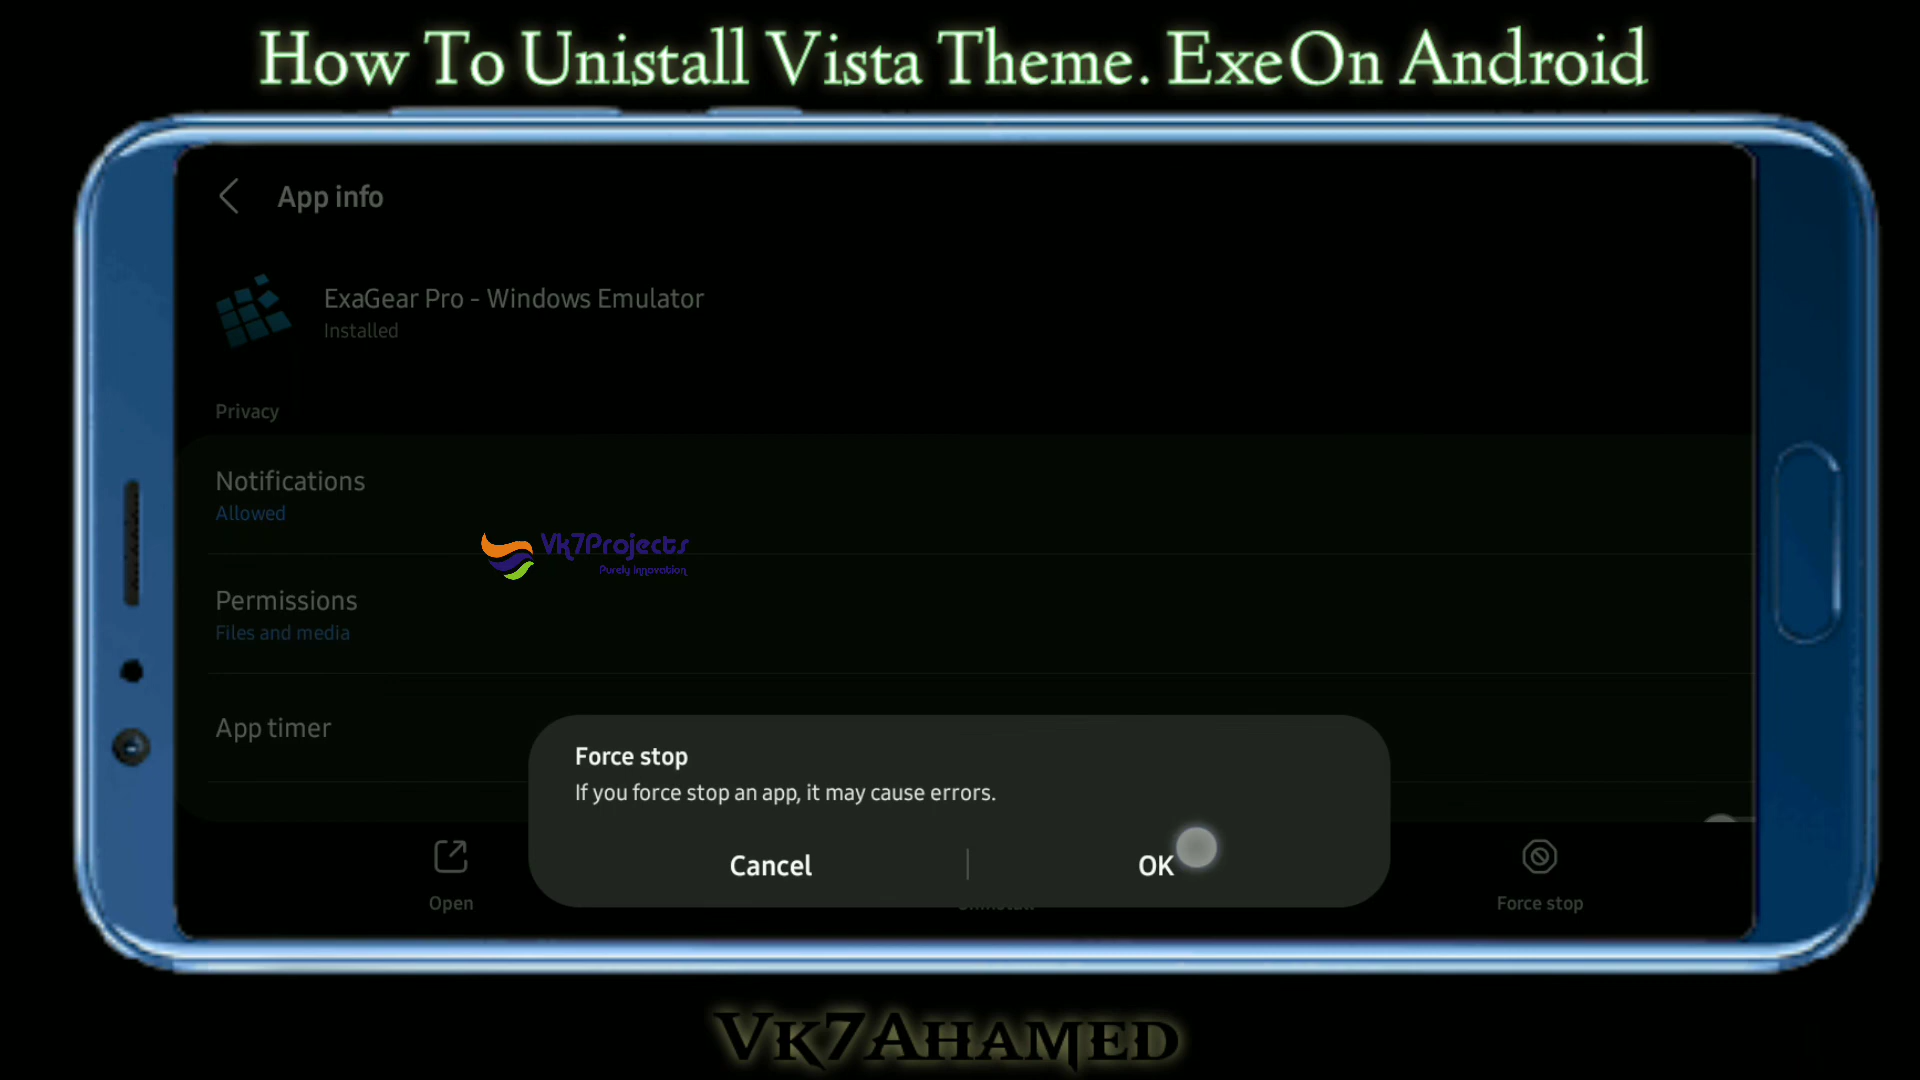 How To Unistall Vista Theme. ExeOn Android
App info
ExaGear Pro - Windows Emulator
Installed
Privacy
Notifications
Allowed
Vk7Projects
Purely Innovation
Permissions
Files and media
App timer
Force stop
If you force stop an app, it may cause errors.
Cancel
OK
Open
Force stop
Vk7Ahamed